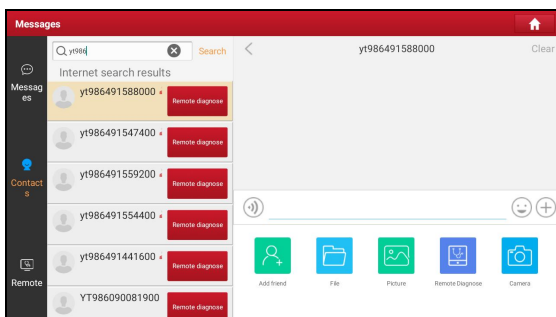 Messages
yt986
Search
yt986491588000
Clear
Internet search results
Messag
es
yt986491588000
Remote diagnose
yt986491547400
Remote diagnose
Contact
s
yt986491559200
Remote diagnose
yt986491554400
Remote diagnose
yt986491441600
Remote diagnose
Remote
YT986090081900
Remote diagnose
Add friend
File
Picture
Remote Diagnose
Camera